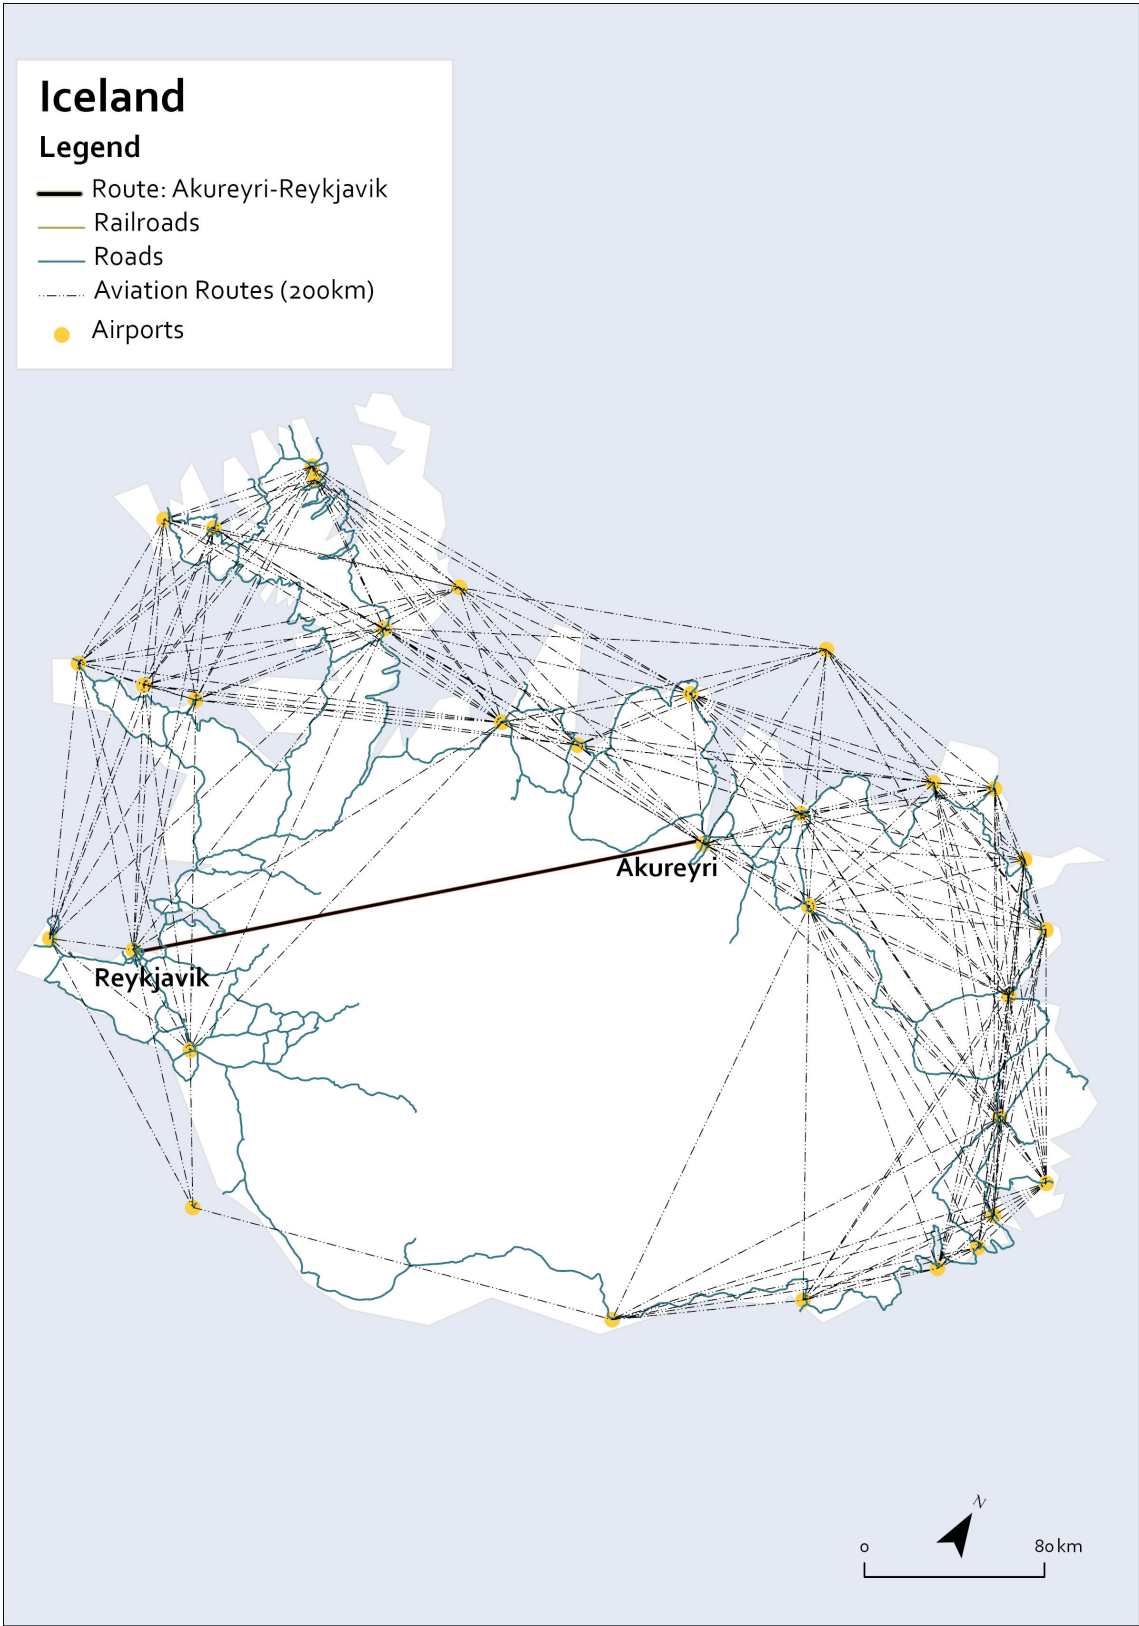 Iceland
Legend
Route: Akureyri-Reykjavik
Railroads
Roads
Aviation Routes (200km)
Airports
Akureyri
Reykjavik
N
0 80 km